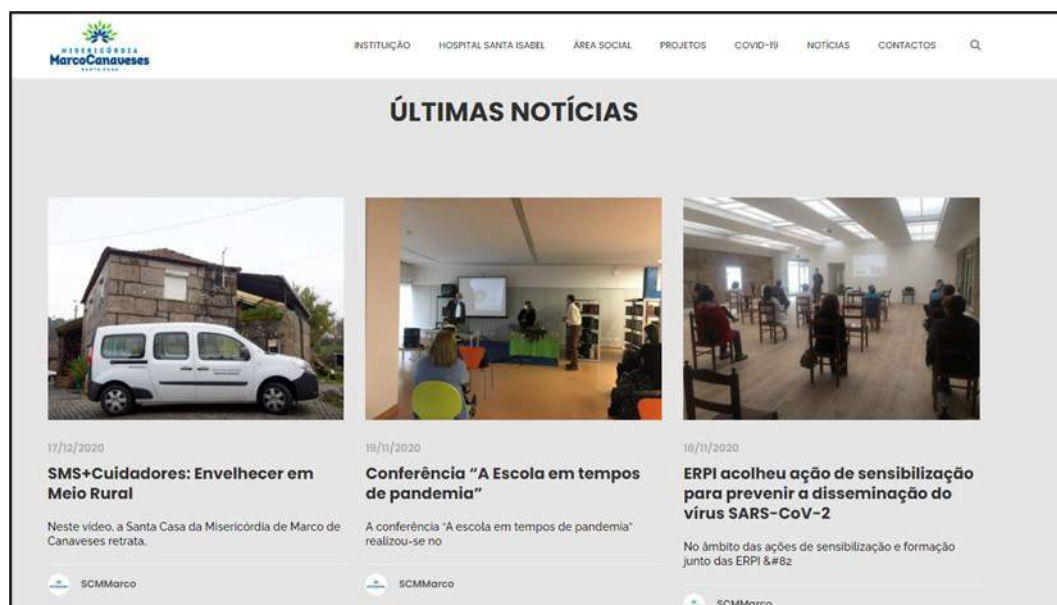 MISERICÓRDIA
MarcoCanaveses
SANTA CASA
INSTITUIÇÃO HOSPITAL SANTA ISABEL ÁREA SOCIAL PROJETOS COVID-19 NOTÍCIAS CONTACTOS
ÚLTIMAS NOTÍCIAS
17/12/2020
SMS+Cuidadores: Envelhecer em
Meio Rural
Neste vídeo, a Santa Casa da Misericórdia de Marco de
Canaveses retrata,
SCMMarco
19/11/2020
Conferência “A Escola em tempos
de pandemia”
A conferência “A escola em tempos de pandemia”
realizou-se no
SCMMarco
18/11/2020
ERPI acolheu ação de sensibilização
para prevenir a disseminação do
vírus SARS-CoV-2
No âmbito das ações de sensibilização e formação
junto das ERPI &#82
SCMMarco